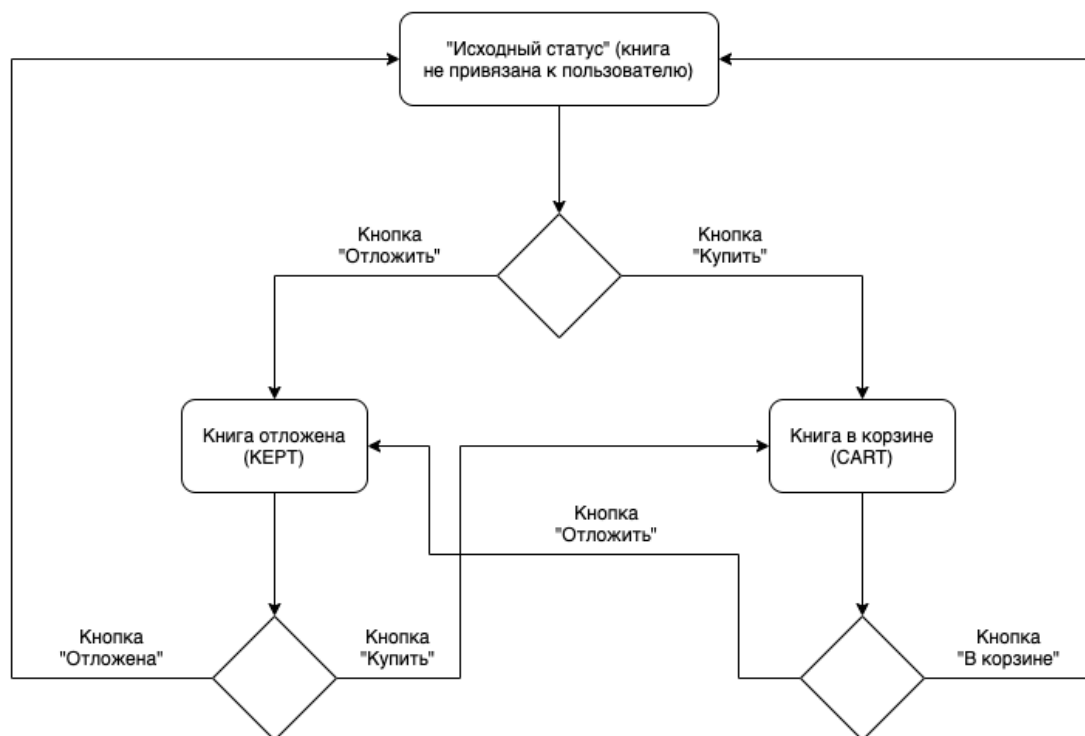 "Исходный статус" (книга
не привязана к пользователю)
Кнопка
"Отложить"
Кнопка
"Купить"
Книга отложена
(KEPT)
Книга в корзине
(CART)
Кнопка
"Отложить"
Кнопка
"Отложена"
Кнопка
"Купить"
Кнопка
"В корзине"